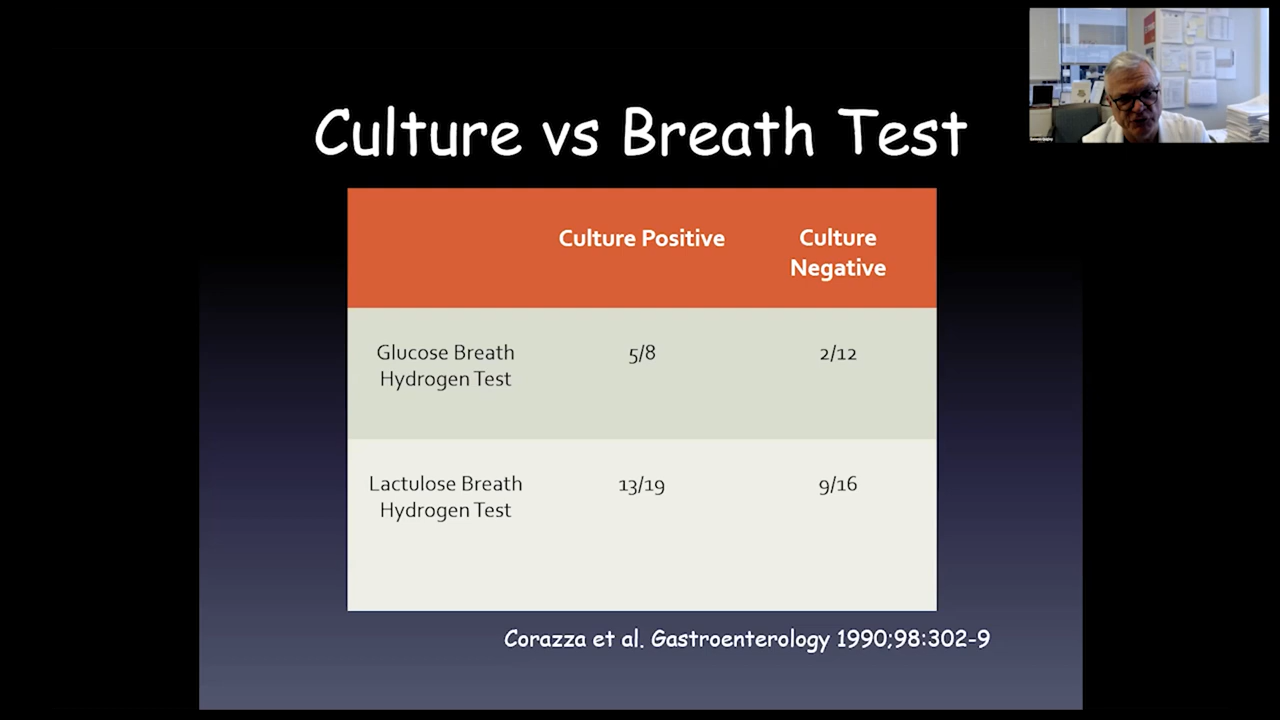 Culture vs Breath Test
Culture Positive
Culture
Negative
Glucose Breath
Hydrogen Test
5/8
2/12
Lactulose Breath
Hydrogen Test
13/19
9/16
Corazza et al. Gastroenterology 1990;98:302-9